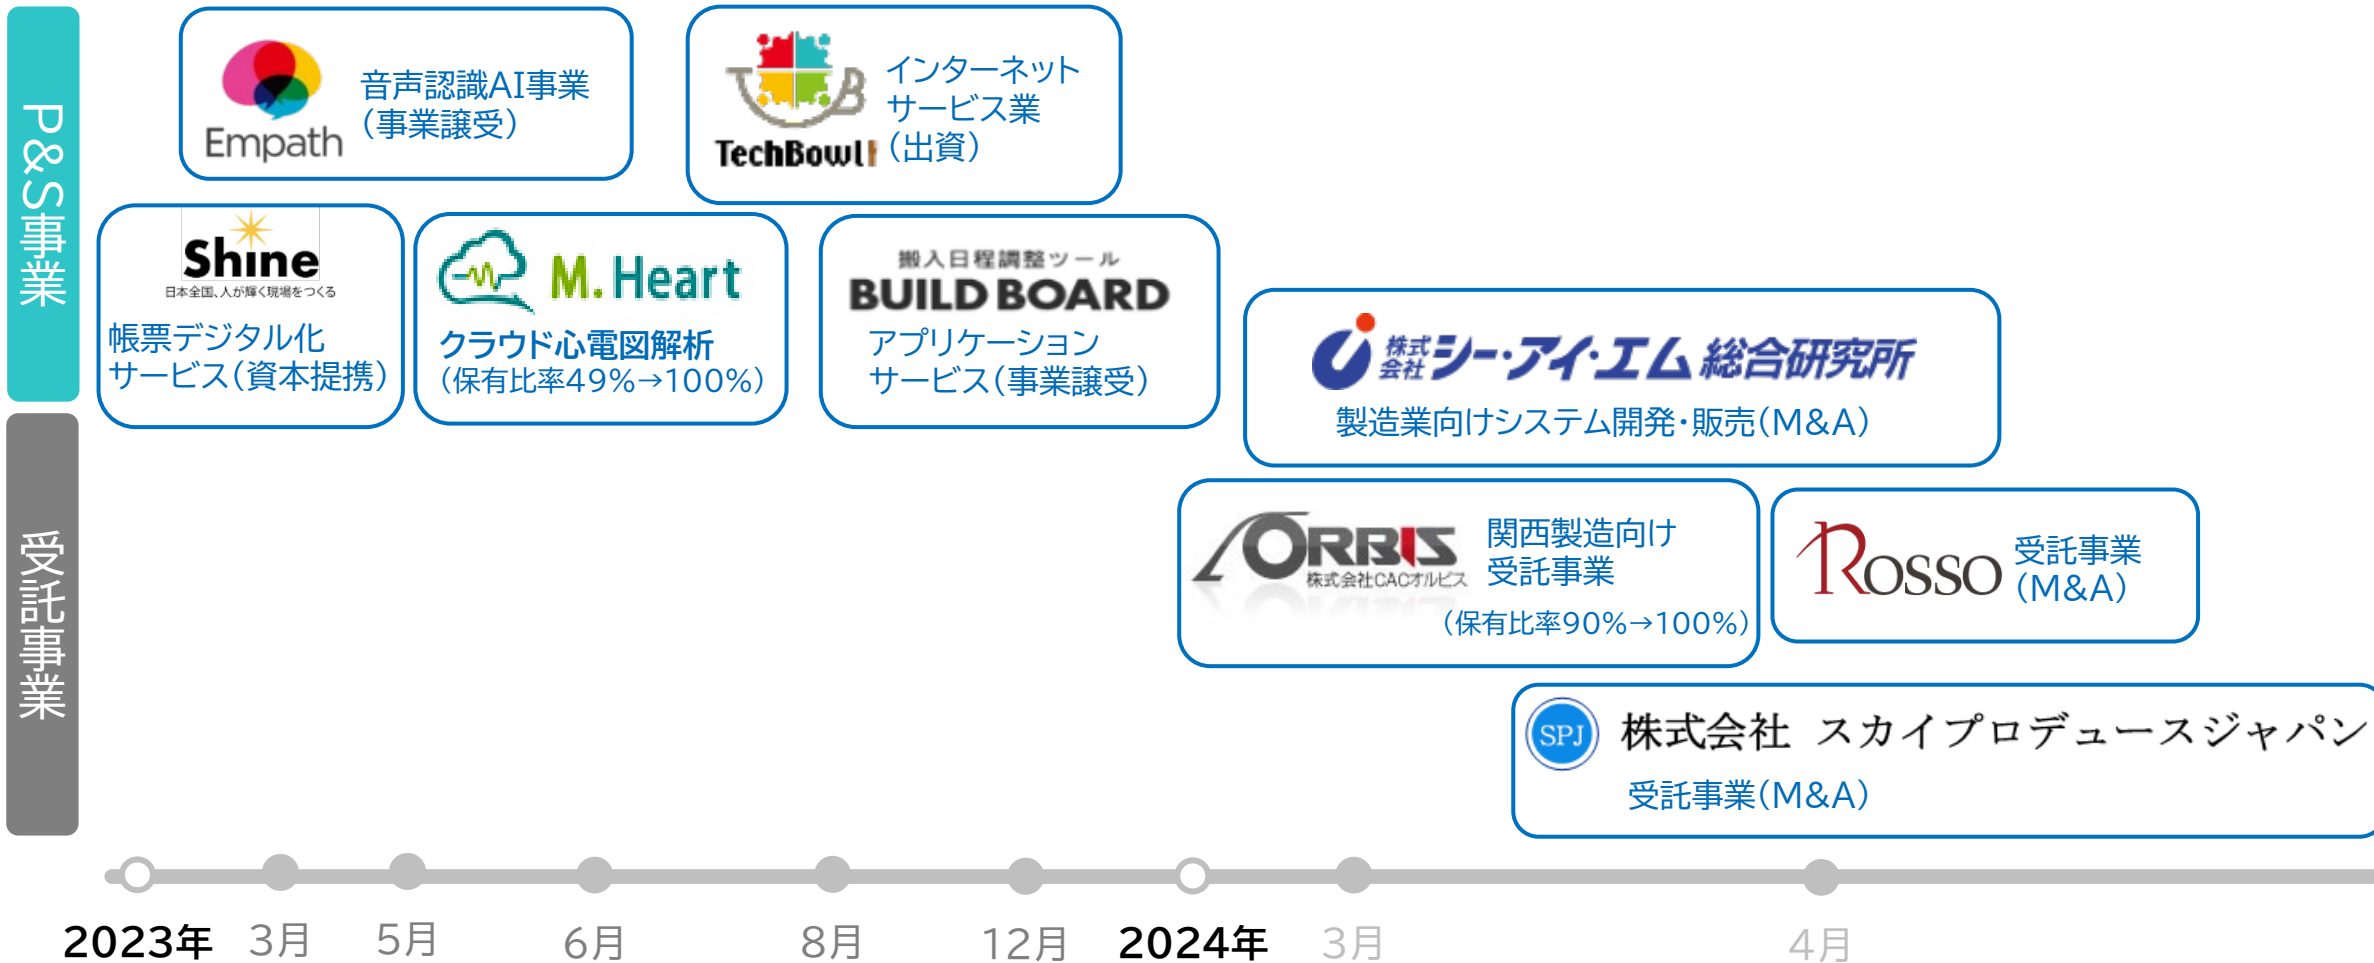 P&S事業
Empath
音声認識AI事業
（事業譲受）
TechBowl
インターネット
サービス業
（出資）
Shine
日本全国、人が輝く現場をつくる
帳票デジタル化
サービス（資本提携）
M.Heart
クラウド心電図解析
（保有比率49%→100%）
搬入日程調整ツール
BUILD BOARD
アプリケーション
サービス（事業譲受）
株式会社シー・アイ・エム総合研究所
製造業向けシステム開発・販売（M&A）
受託事業
ORBIS
株式会社CACオルビス
関西製造向け
受託事業
（保有比率90%→100%）
ROSSO
受託事業
（M&A）
SPJ
株式会社 スカイプロデュースジャパン
受託事業（M&A）
2023年 3月 5月 6月 8月 12月 2024年 3月 4月